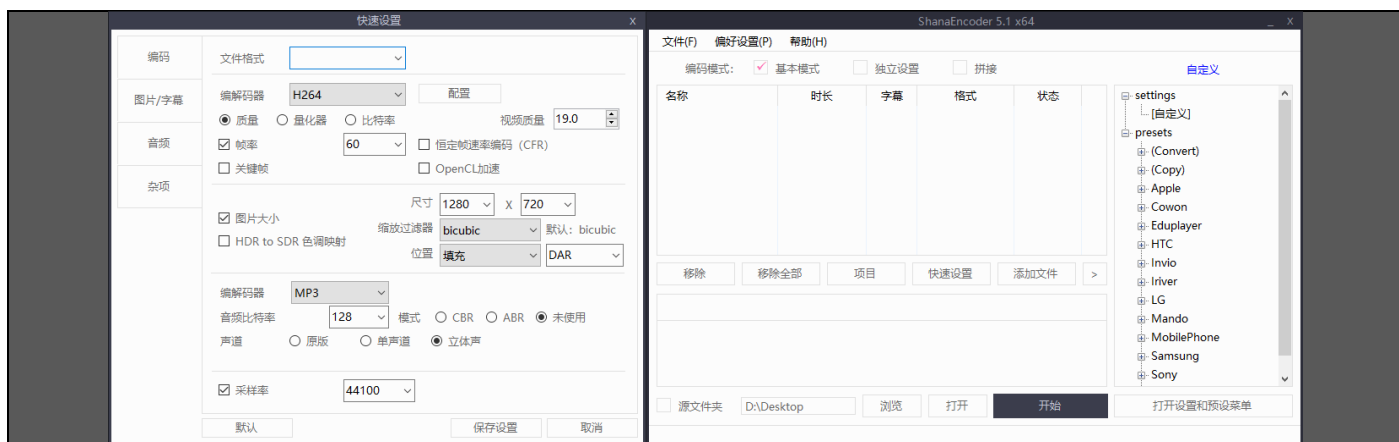 快速设置 X
编码
图片/字幕
音频
杂项
文件格式
编解码器 H264 配置
质量 量化器 比特率 视频质量 19.0
帧率 60 恒定帧速率编码（CFR）
关键帧 OpenCL加速
尺寸 1280 X 720
图片大小
缩放过滤器 bicubic 默认：bicubic
HDR to SDR 色调映射
位置 填充 DAR
编解码器 MP3
音频比特率 128 模式 CBR ABR 未使用
声道 原版 单声道 立体声
采样率 44100
默认 保存设置 取消
ShanaEncoder 5.1 x64 _ X
文件(F) 偏好设置(P) 帮助(H)
编码模式： 基本模式 独立设置 拼接 自定义
名称 时长 字幕 格式 状态
settings
[自定义]
presets
(Convert)
(Copy)
Apple
Cowon
Eduplayer
HTC
Invio
Iriver
LG
Mando
MobilePhone
Samsung
Sony
移除 移除全部 项目 快速设置 添加文件 >
源文件夹 D:\Desktop 浏览 打开 开始 打开设置和预设菜单